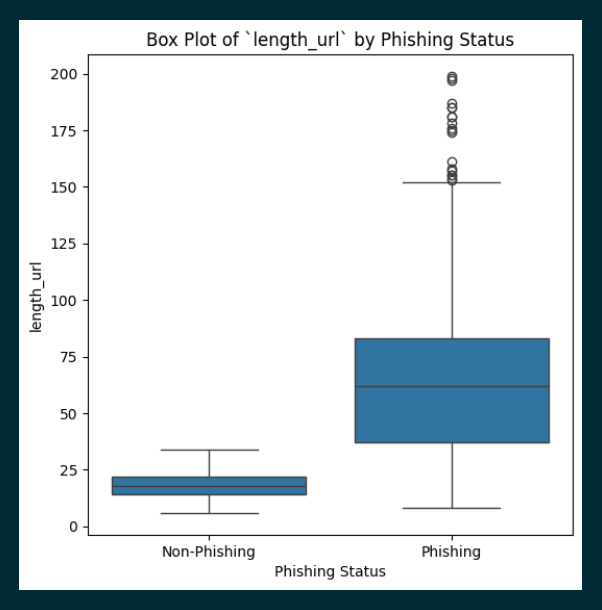 Box Plot of `length_url` by Phishing Status
length_url
200
175
150
125
100
75
50
25
0
Non-Phishing
Phishing
Phishing Status